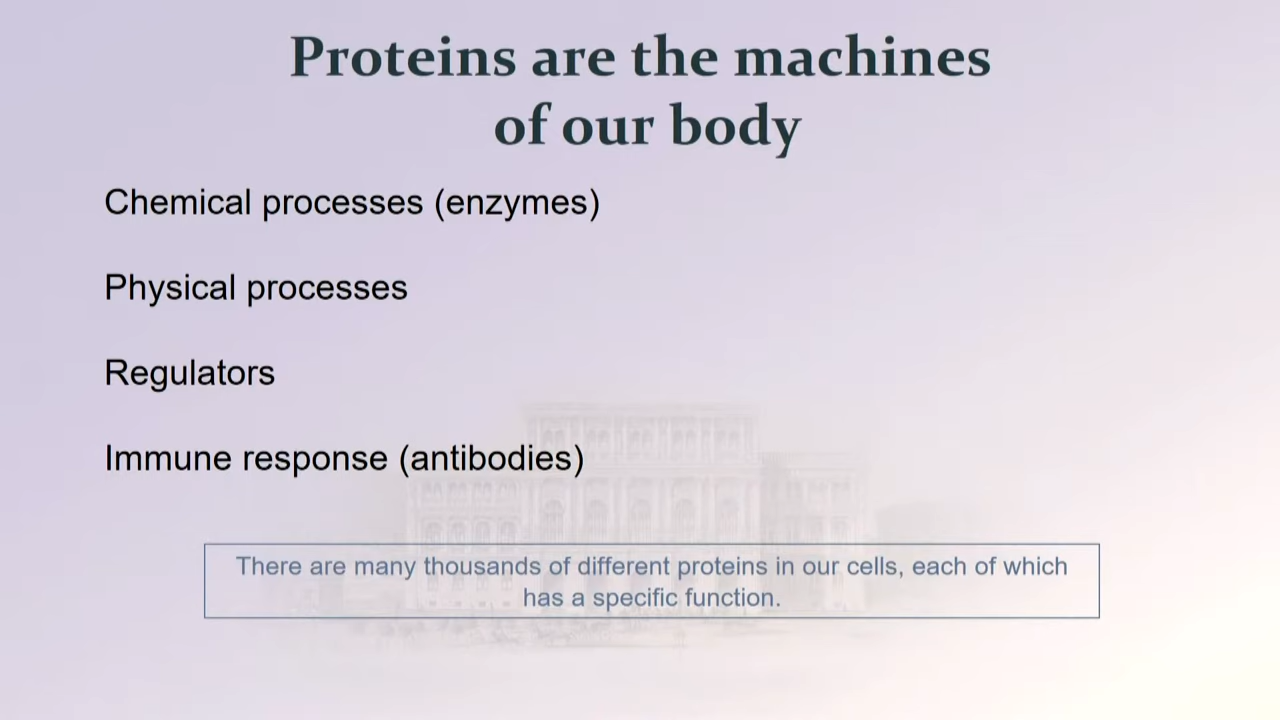 Proteins are the machines
of our body
Chemical processes (enzymes)
Physical processes
Regulators
Immune response (antibodies)
There are many thousands of different proteins in our cells, each of which
has a specific function.